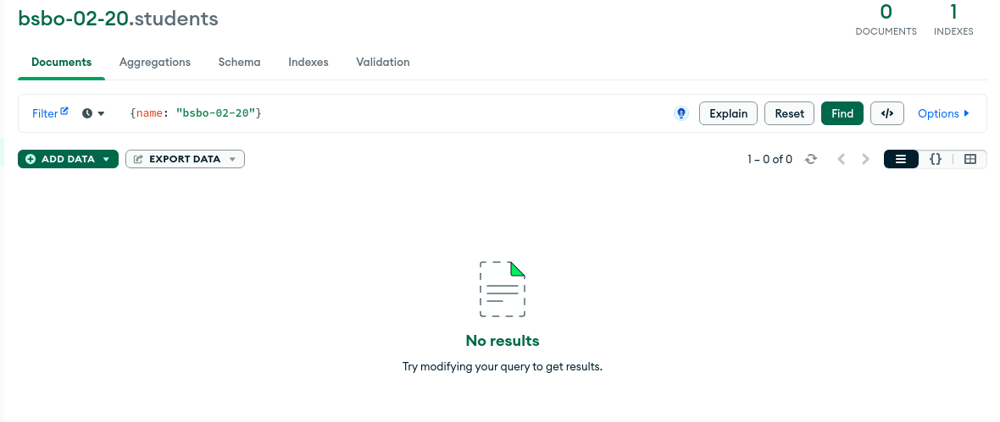 bsbo-02-20.students
0 1
DOCUMENTS INDEXES
Documents Aggregations Schema Indexes Validation
Filter {name: "bsbo-02-20"} Explain Reset Find </> Options
ADD DATA EXPORT DATA 1 – 0 of 0 {}
No results
Try modifying your query to get results.